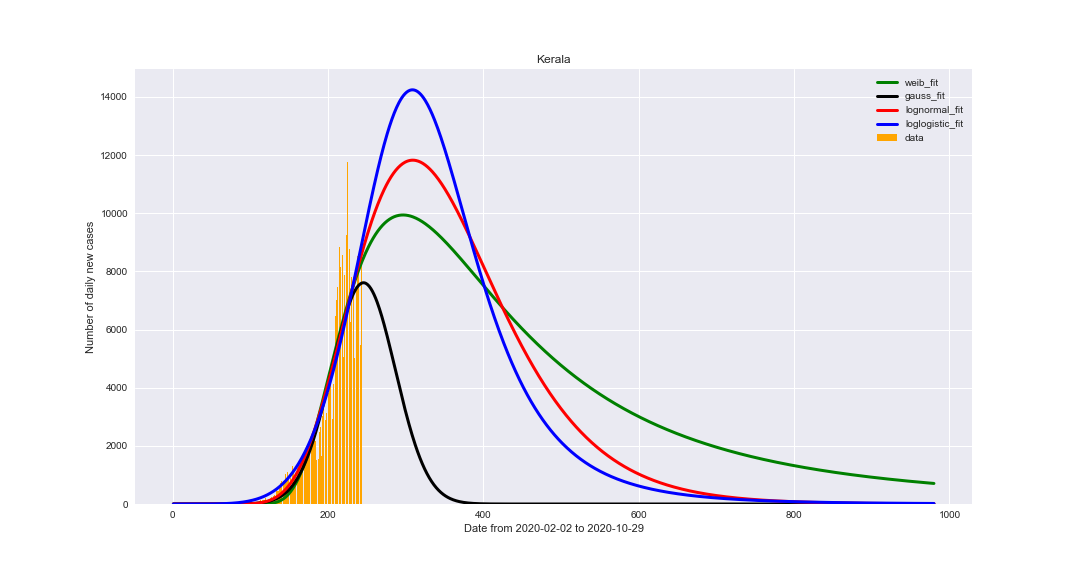 Kerala
weib_fit
gauss_fit
lognormal_fit
loglogistic_fit
data
Number of daily new cases
14000
12000
10000
8000
6000
4000
2000
0
0 200 400 600 800 1000
Date from 2020-02-02 to 2020-10-29